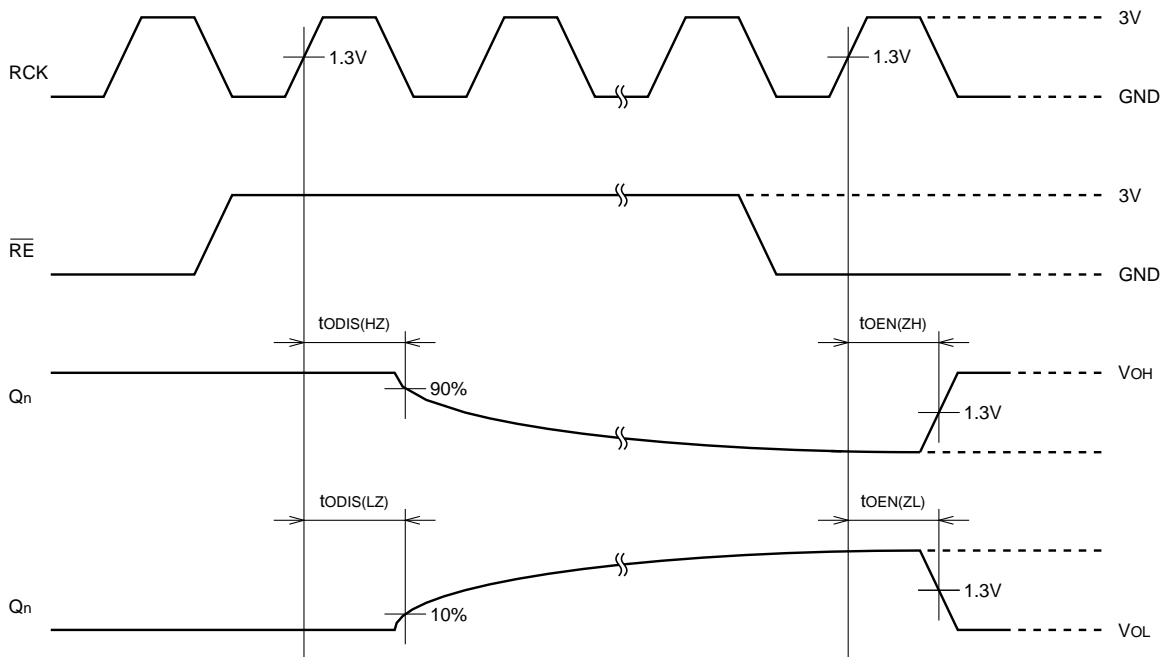 3V
RCK
1.3V
1.3V
GND
3V
RE
GND
tODIS(HZ)
tOEN(ZH)
VOH
Qn
90%
1.3V
tODIS(LZ)
tOEN(ZL)
Qn
10%
1.3V
VOL